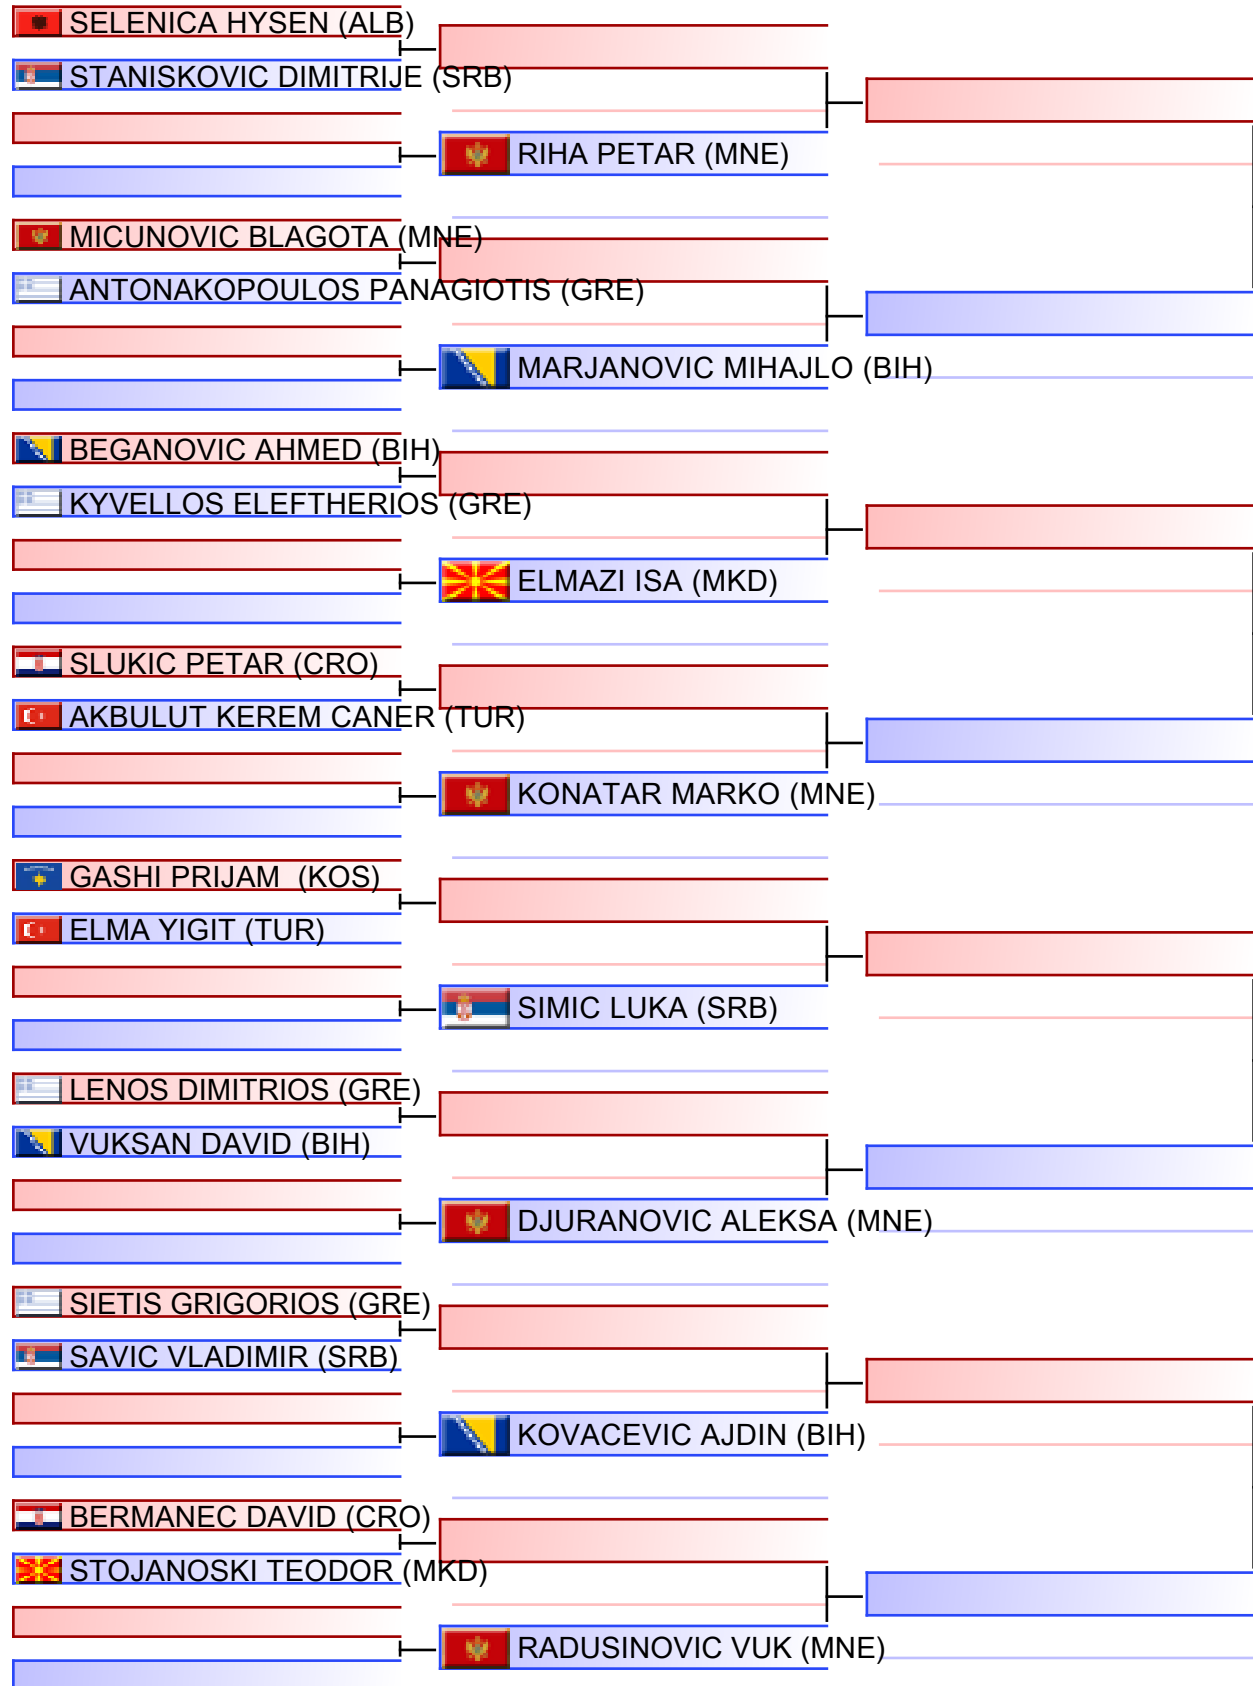 SELENICA HYSEN (ALB)
STANISKOVIC DIMITRIJE (SRB)
RIHA PETAR (MNE)
MICUNOVIC BLAGOTA (MNE)
ANTONAKOPOULOS PANAGIOTIS (GRE)
MARJANOVIC MIHAJLO (BIH)
BEGANOVIC AHMED (BIH)
KYVELLOS ELEFTHERIOS (GRE)
ELMAZI ISA (MKD)
SLUKIC PETAR (CRO)
AKBULUT KEREM CANER (TUR)
KONATAR MARKO (MNE)
GASHI PRIJAM  (KOS)
ELMA YIGIT (TUR)
SIMIC LUKA (SRB)
LENOS DIMITRIOS (GRE)
VUKSAN DAVID (BIH)
DJURANOVIC ALEKSA (MNE)
SIETIS GRIGORIOS (GRE)
SAVIC VLADIMIR (SRB)
KOVACEVIC AJDIN (BIH)
BERMANEC DAVID (CRO)
STOJANOSKI TEODOR (MKD)
RADUSINOVIC VUK (MNE)